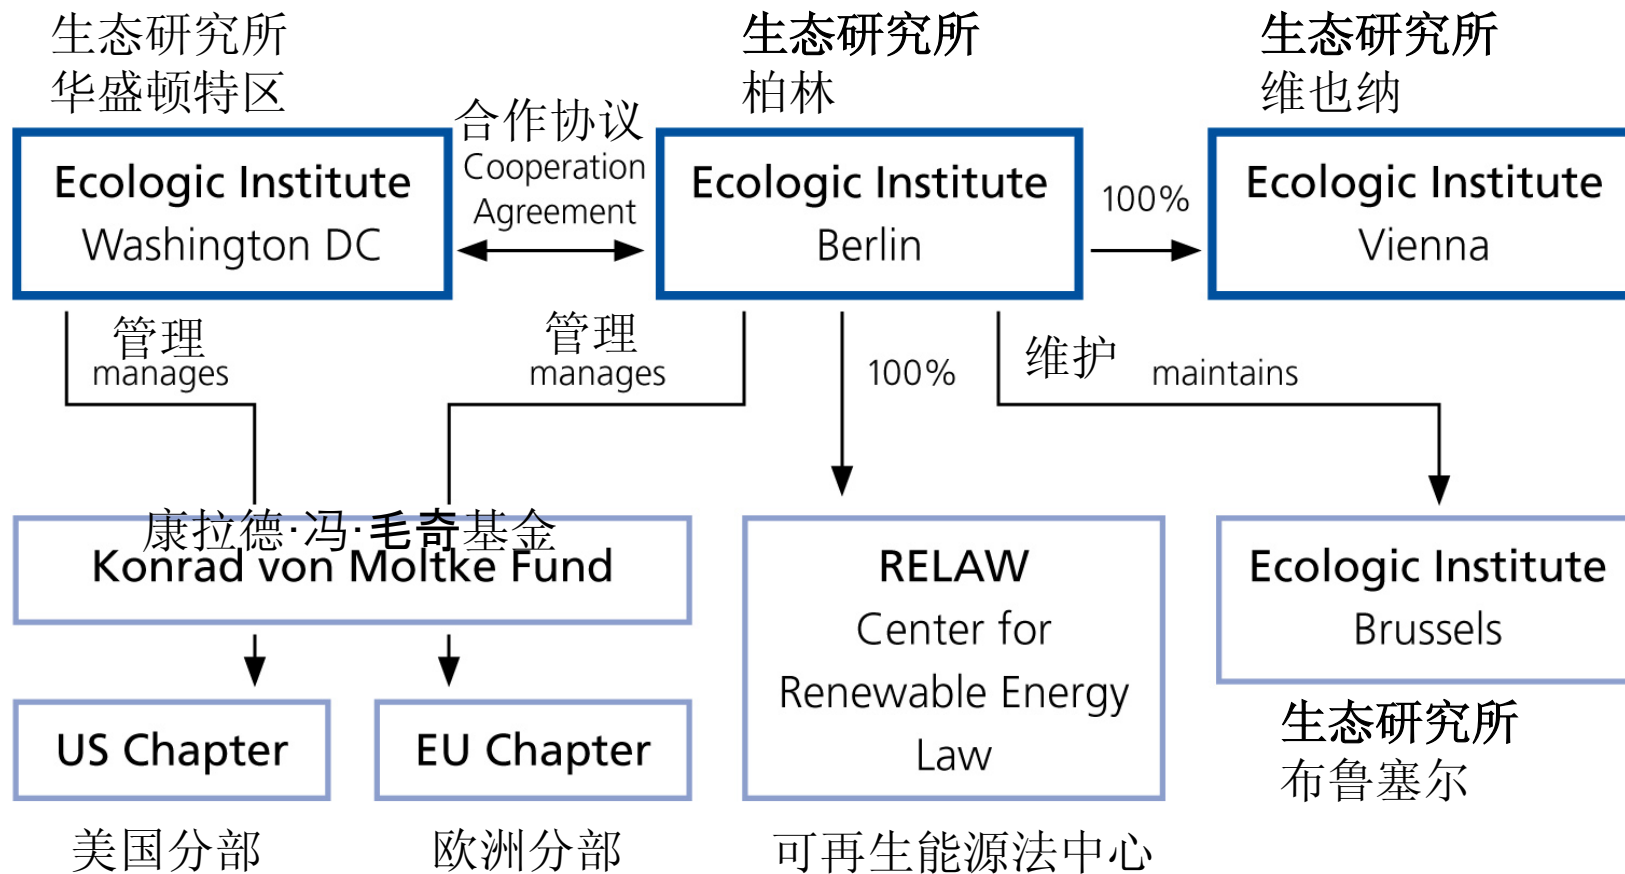 生态研究所
华盛顿特区
生态研究所
柏林
生态研究所
维也纳
Ecologic Institute
Washington DC
合作协议
Cooperation
Agreement
Ecologic Institute
Berlin
100%
Ecologic Institute
Vienna
管理
manages
管理
manages
100%
维护
maintains
康拉德·冯·毛奇基金
Konrad von Moltke Fund
RELAW
Center for
Renewable Energy
Law
Ecologic Institute
Brussels
生态研究所
布鲁塞尔
US Chapter
EU Chapter
美国分部
欧洲分部
可再生能源法中心